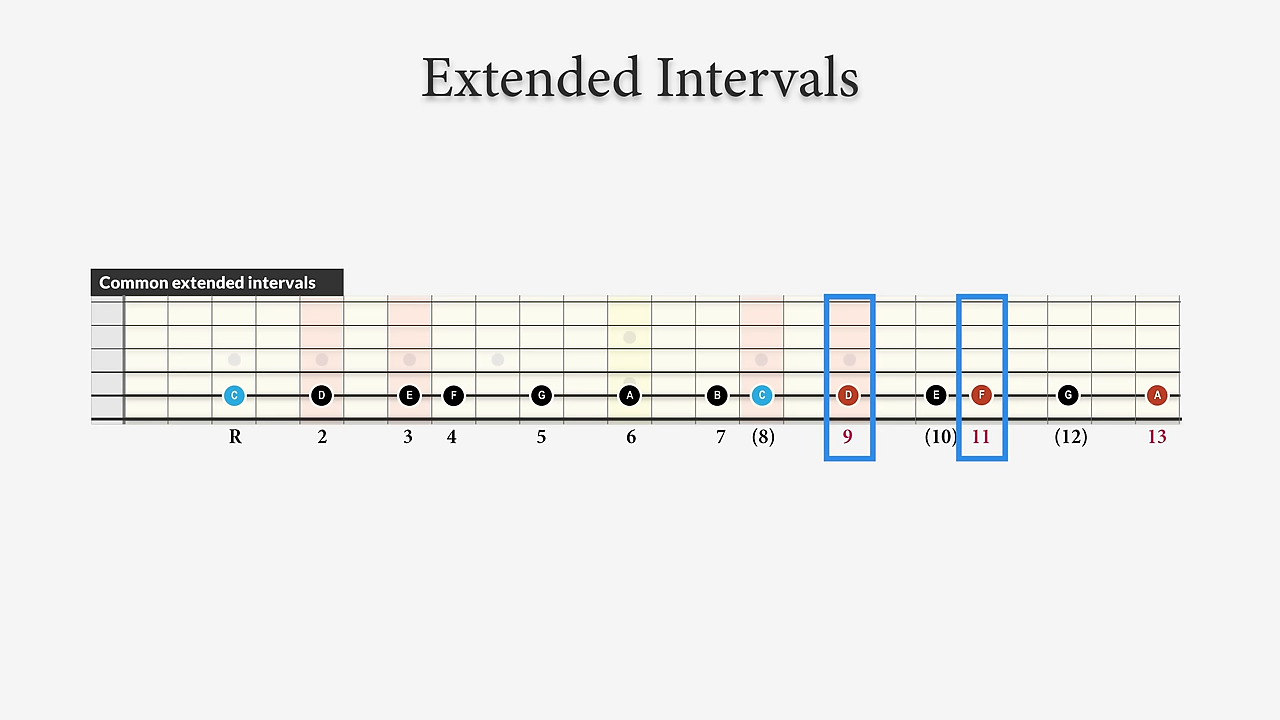 Extended Intervals
Common extended intervals
C D E F G A B C D E F G A
R 2 3 4 5 6 7 (8) 9 (10) 11 (12) 13